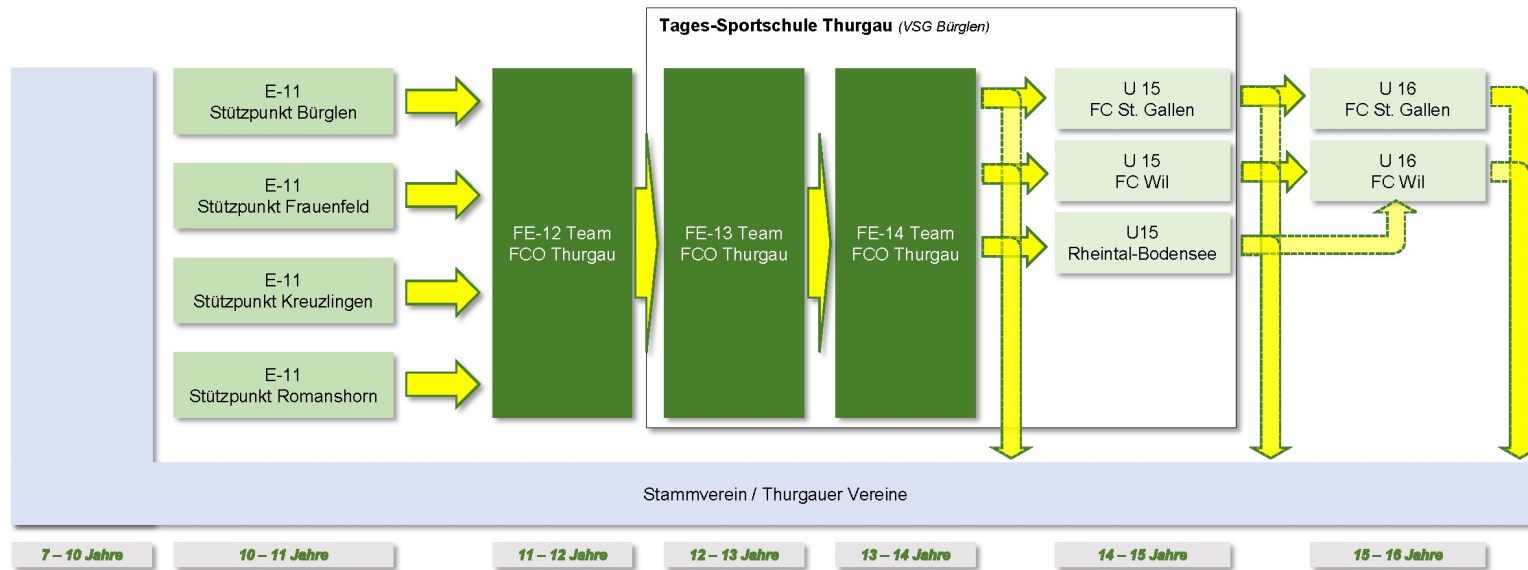 Tages-Sportschule Thurgau (VSG Bürglen)
E-11
Stützpunkt Bürglen
E-11
Stützpunkt Frauenfeld
E-11
Stützpunkt Kreuzlingen
E-11
Stützpunkt Romanshorn
FE-12 Team
FCO Thurgau
FE-13 Team
FCO Thurgau
FE-14 Team
FCO Thurgau
U 15
FC St. Gallen
U 15
FC Wil
U15
Rheintal-Bodensee
U 16
FC St. Gallen
U 16
FC Wil
Stammverein / Thurgauer Vereine
7 – 10 Jahre
10 – 11 Jahre
11 – 12 Jahre
12 – 13 Jahre
13 – 14 Jahre
14 – 15 Jahre
15 – 16 Jahre